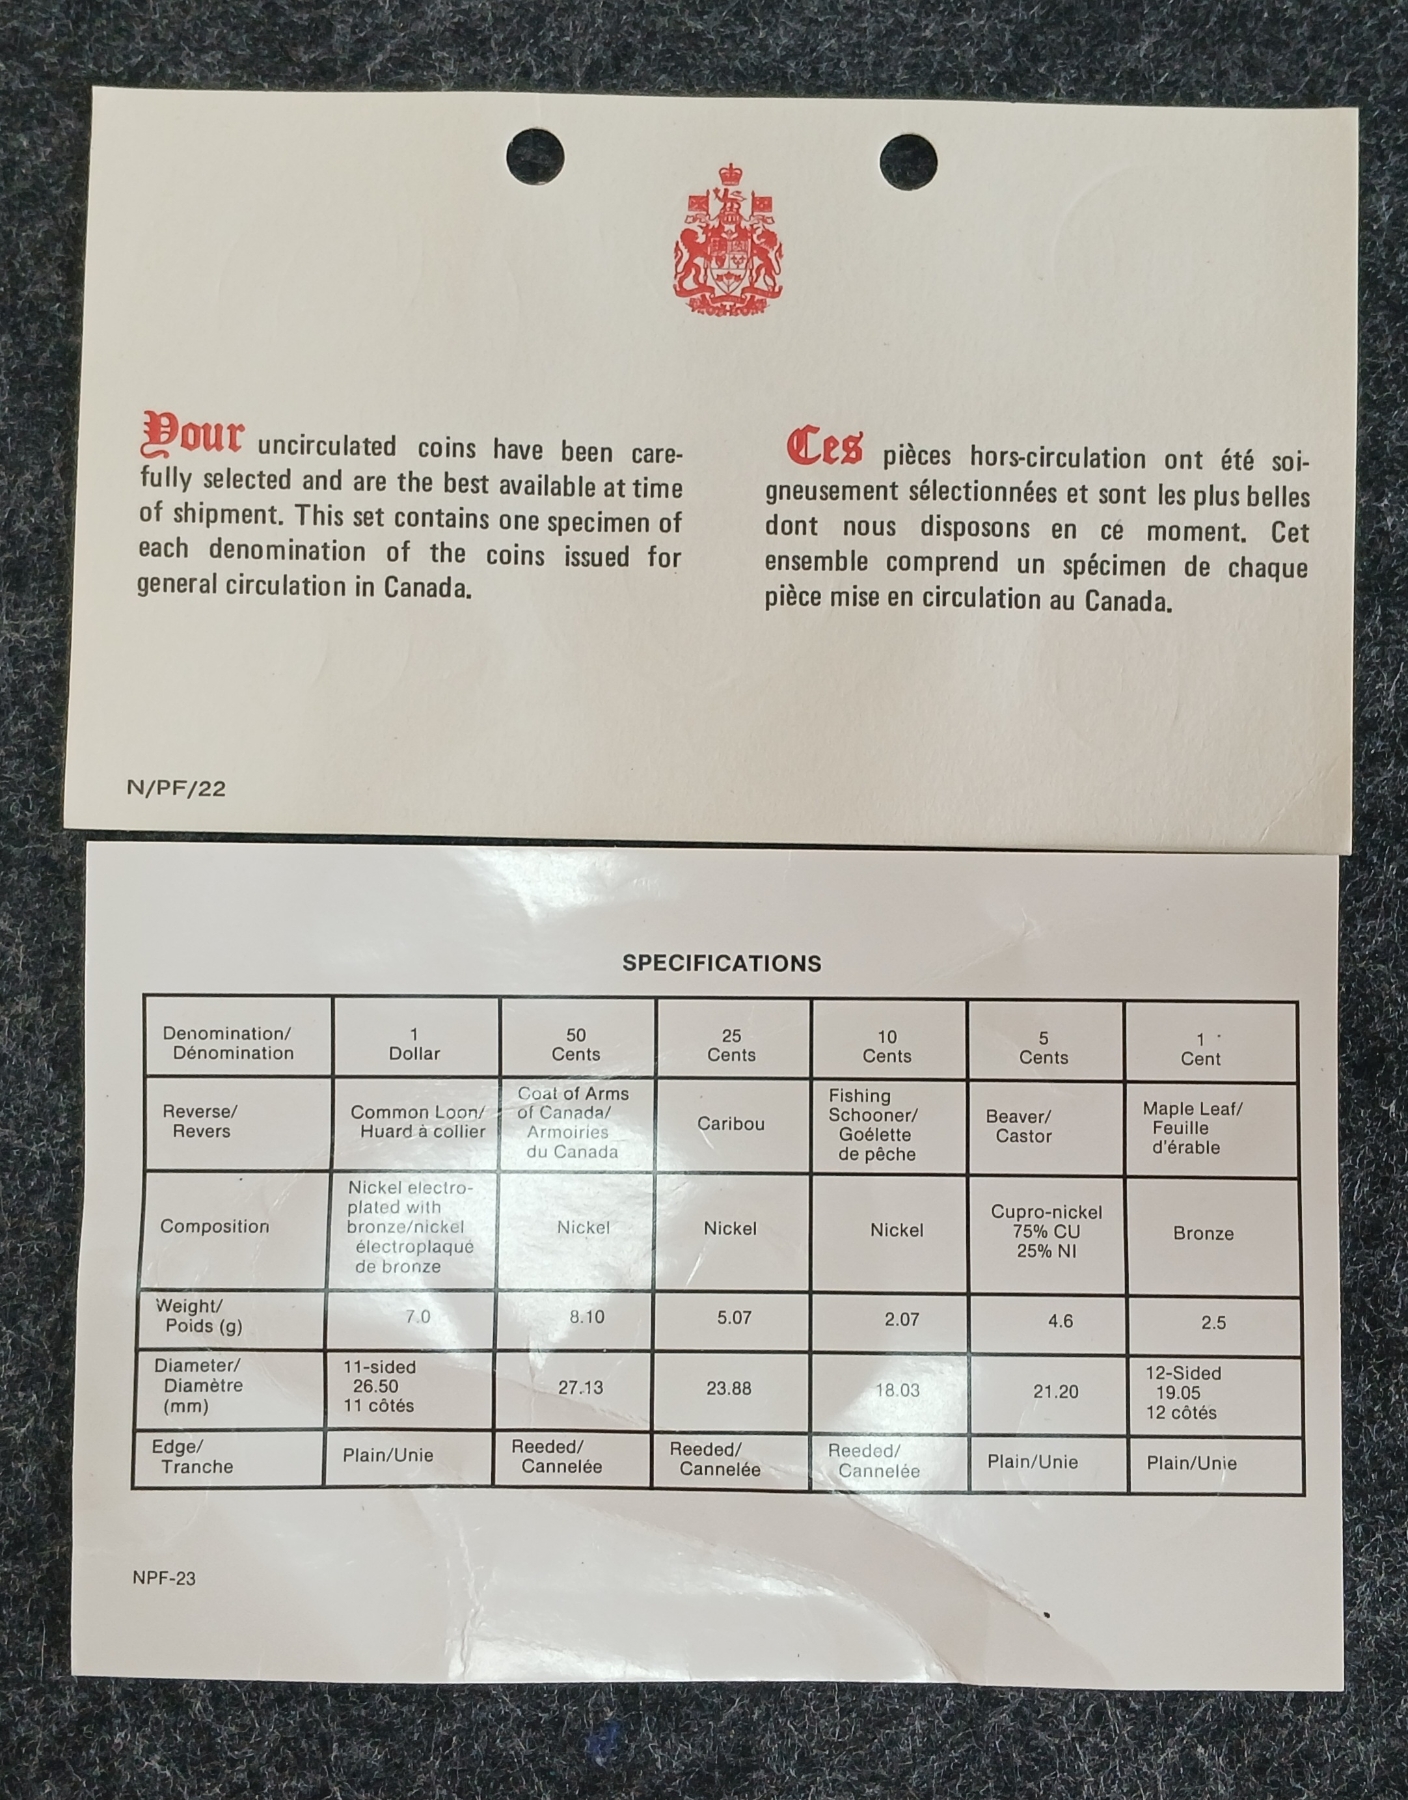 Your uncirculated coins have been care-
fully selected and are the best available at time
of shipment. This set contains one specimen of
each denomination of the coins issued for
general circulation in Canada.
Ces pièces hors-circulation ont été soi-
gneusement sélectionnées et sont les plus belles
dont nous disposons en cé moment. Cet
ensemble comprend un spécimen de chaque
pièce mise en circulation au Canada.
N/PF/22
SPECIFICATIONS
Denomination/
Dénomination
1
Dollar
50
Cents
25
Cents
10
Cents
5
Cents
1
Cent
Reverse/
Revers
Common Loon/
Huard à collier
Coat of Arms
of Canada/
Armoiries
du Canada
Caribou
Fishing
Schooner/
Goélette
de pêche
Beaver/
Castor
Maple Leaf/
Feuille
d'érable
Composition
Nickel electro-
plated with
bronze/nickel
électroplaqué
de bronze
Nickel
Nickel
Nickel
Cupro-nickel
75% CU
25% NI
Bronze
Weight/
Poids (g)
7.0
8.10
5.07
2.07
4.6
2.5
Diameter/
Diamètre
(mm)
11-sided
26.50
11 côtés
27.13
23.88
18.03
21.20
12-Sided
19.05
12 côtés
Edge/
Tranche
Plain/Unie
Reeded/
Cannelée
Reeded/
Cannelée
Reeded/
Cannelée
Plain/Unie
Plain/Unie
NPF-23